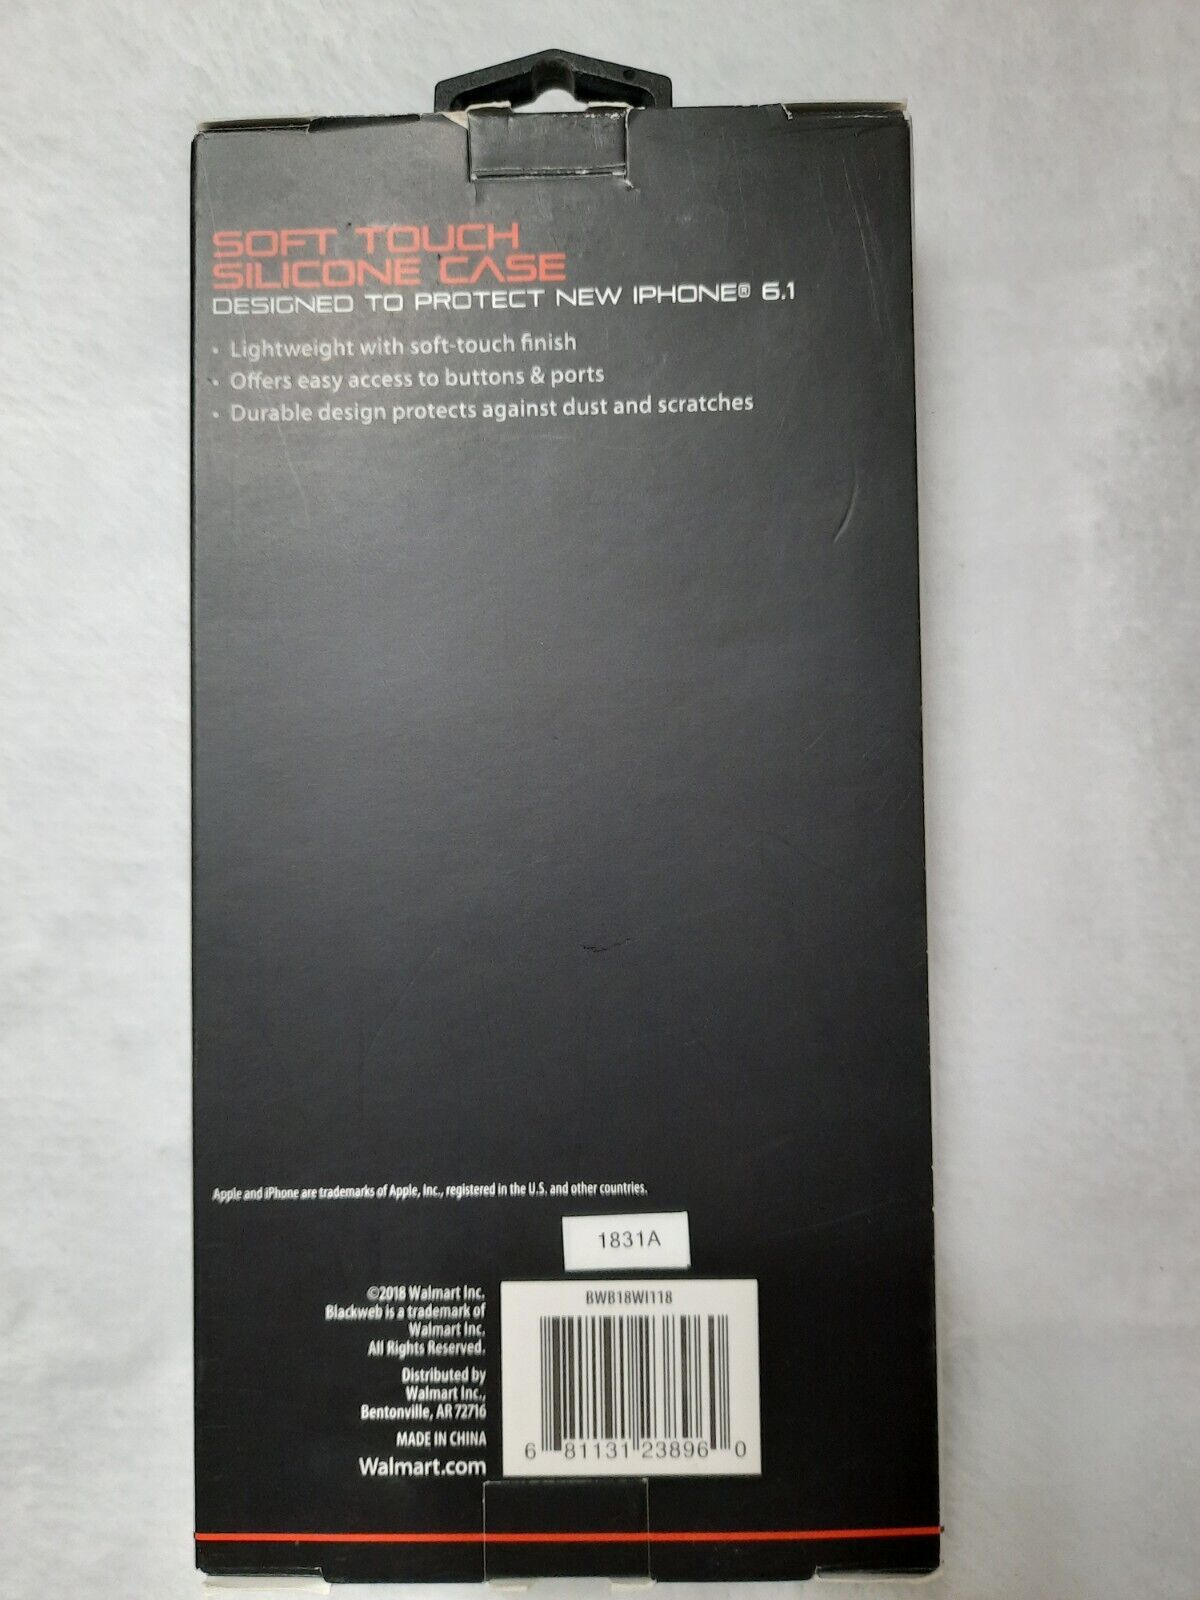 SOFT TOUCH
SILICONE CASE
DESIGNED TO PROTECT NEW IPHONE® 6.1
• Lightweight with soft-touch finish
• Offers easy access to buttons & ports
• Durable design protects against dust and scratches
Apple and iPhone are trademarks of Apple, Inc., registered in the U.S. and other countries.
1831A
©2018 Walmart Inc.
Blackweb is a trademark of
Walmart Inc.
All Rights Reserved.
Distributed by
Walmart Inc.,
Bentonville, AR 72716
MADE IN CHINA
Walmart.com
BWB18WI118
6 81131 23896 0